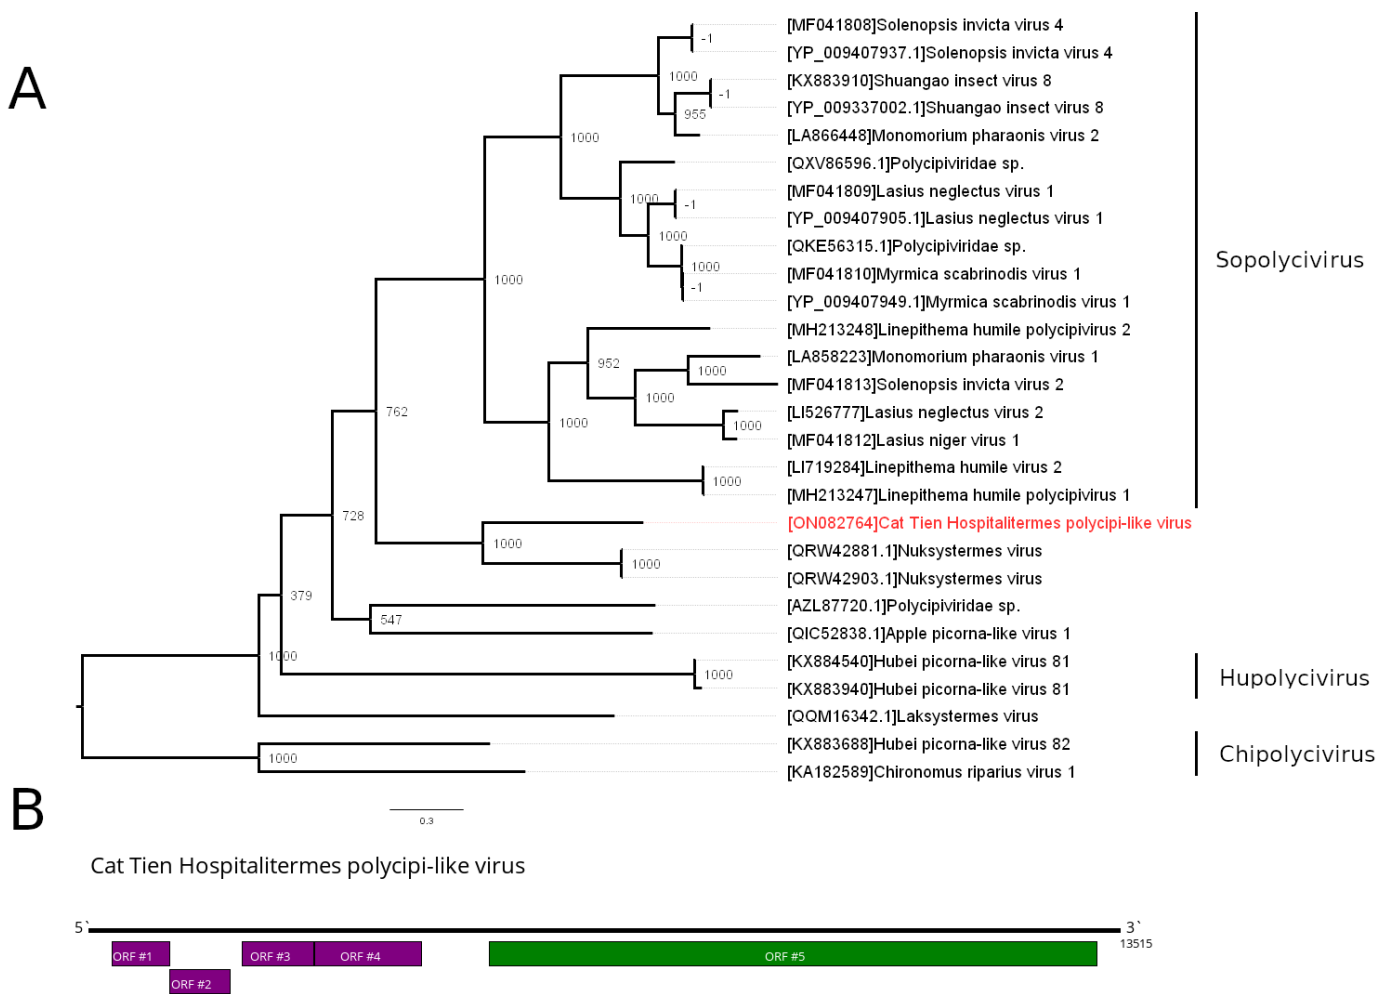 A
[MF041808]Solenopsis invicta virus 4
-1
[YP_009407937.1]Solenopsis invicta virus 4
1000
[KX883910]Shuangao insect virus 8
-1
[YP_009337002.1]Shuangao insect virus 8
955
[LA866448]Monomorium pharaonis virus 2
1000
[QXV86596.1]Polycipiviridae sp.
[MF041809]Lasius neglectus virus 1
1000
-1
[YP_009407905.1]Lasius neglectus virus 1
1000
[QKE56315.1]Polycipiviridae sp.
Sopolycivirus
1000
[MF041810]Myrmica scabrinodis virus 1
1000
-1
[YP_009407949.1]Myrmica scabrinodis virus 1
[MH213248]Linepithema humile polycipivirus 2
[LA858223]Monomorium pharaonis virus 1
952
1000
[MF041813]Solenopsis invicta virus 2
1000
762
[LI526777]Lasius neglectus virus 2
1000
1000
[MF041812]Lasius niger virus 1
[LI719284]Linepithema humile virus 2
1000
[MH213247]Linepithema humile polycipivirus 1
728
[ON082764]Cat Tien Hospitalitermes polycipi-like virus
1000
[QRW42881.1]Nuksystermes virus
1000
[QRW42903.1]Nuksystermes virus
379
[AZL87720.1]Polycipiviridae sp.
547
[QIC52838.1]Apple picorna-like virus 1
1000
[KX884540]Hubei picorna-like virus 81
1000
Hupolycivirus
[KX883940]Hubei picorna-like virus 81
[QQM16342.1]Laksystermes virus
[KX883688]Hubei picorna-like virus 82
1000
Chipolycivirus
[KA182589]Chironomus riparius virus 1
0.3
B
Cat Tien Hospitalitermes polycipi-like virus
5`
3`
13515
ORF #1
ORF #3
ORF #4
ORF #5
ORF #2